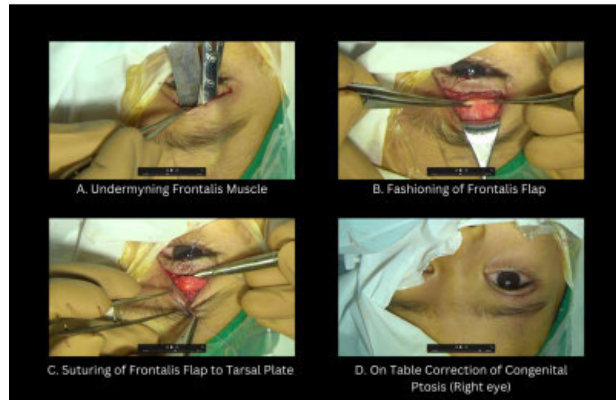 A. Undermyning Frontalis Muscle
B. Fashioning of Frontalis Flap
C. Suturing of Frontalis Flap to Tarsal Plate
D. On Table Correction of Congenital
Ptosis (Right eye)